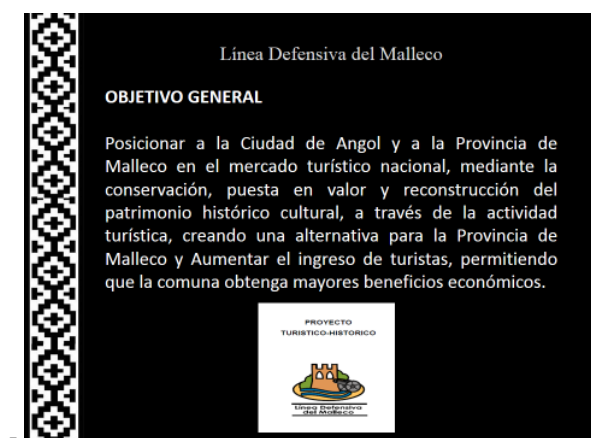 Línea Defensiva del Malleco
OBJETIVO GENERAL
Posicionar a la Ciudad de Angol y a la Provincia de
Malleco en el mercado turístico nacional, mediante la
conservación, puesta en valor y reconstrucción del
patrimonio histórico cultural, a través de la actividad
turística, creando una alternativa para la Provincia de
Malleco y Aumentar el ingreso de turistas, permitiendo
que la comuna obtenga mayores beneficios económicos.
PROYECTO
TURISTICO-HISTORICO
Línea Defensiva
del Malleco